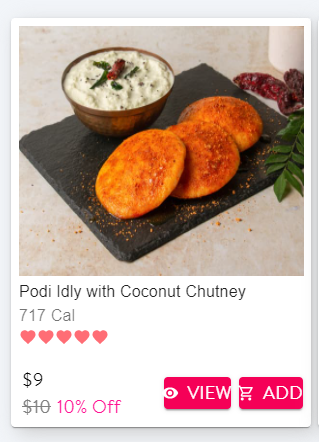 Podi Idly with Coconut Chutney
717 Cal
$9
$10 10% Off
VIEW
ADD